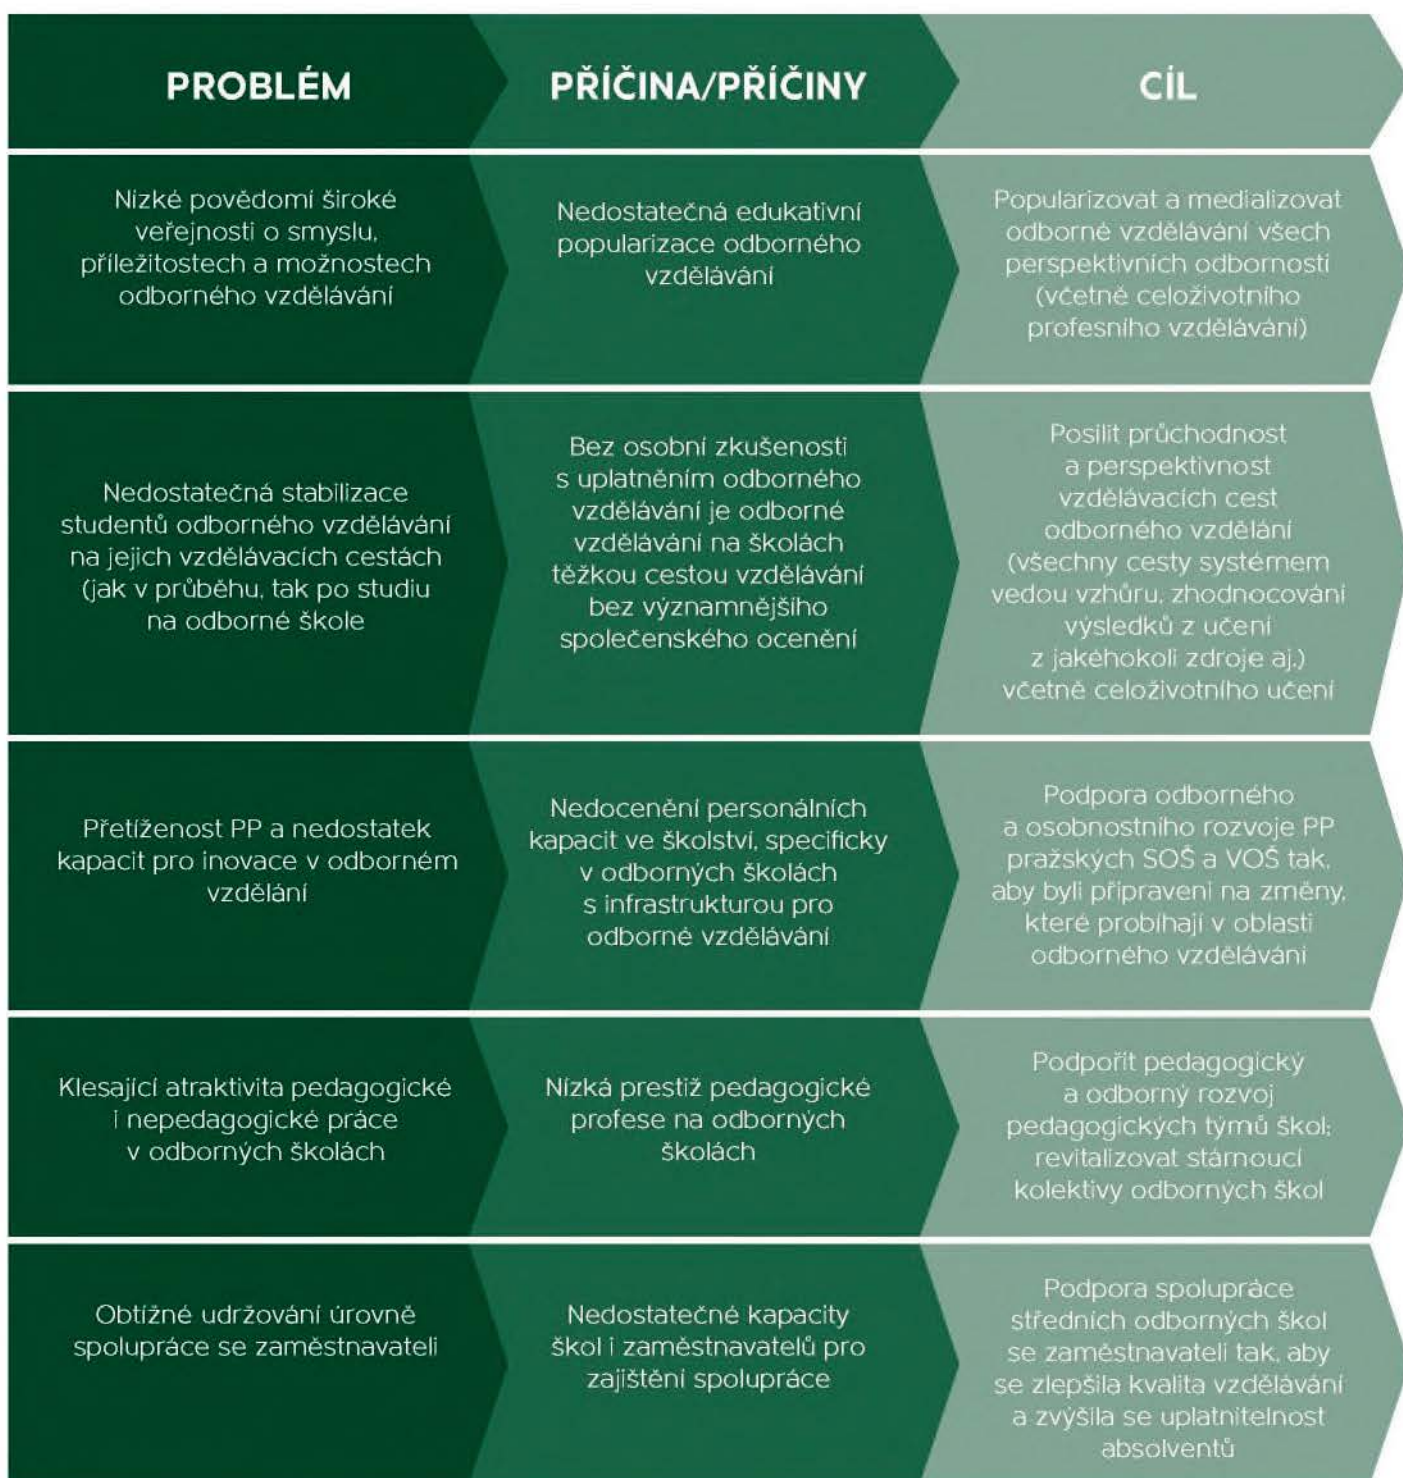 PROBLÉM
PŘÍČINA/PŘÍČINY
CÍL
Nízké povědomí široké
veřejnosti o smyslu,
příležitostech a možnostech
odborného vzdělávání
Nedostatečná edukativní
popularizace odborného
vzdělávání
Popularizovat a medializovat
odborné vzdělávání všech
perspektivních odborností
(včetně celoživotního
profesního vzdělávání)
Nedostatečná stabilizace
studentů odborného vzdělávání
na jejich vzdělávacích cestách
(jak v průběhu, tak po studiu
na odborné škole
Bez osobní zkušenosti
s uplatněním odborného
vzdělávání je odborné
vzdělávání na školách
těžkou cestou vzdělávání
bez významnějšího
společenského ocenění
Posílit průchodnost
a perspektivnost
vzdělávacích cest
odborného vzdělání
(všechny cesty systémem
vedou vzhůru, zhodnocování
výsledků z učení
z jakéhokoli zdroje aj.)
včetně celoživotního učení
Přetíženost PP a nedostatek
kapacit pro inovace v odborném
vzdělání
Nedocenění personálních
kapacit ve školství, specificky
v odborných školách
s infrastrukturou pro
odborné vzdělávání
Podpora odborného
a osobnostního rozvoje PP
pražských SOŠ a VOŠ tak,
aby byli připraveni na změny,
které probíhají v oblasti
odborného vzdělávání
Klesající atraktivita pedagogické
i nepedagogické práce
v odborných školách
Nízká prestiž pedagogické
profese na odborných
školách
Podpořit pedagogický
a odborný rozvoj
pedagogických týmů škol;
revitalizovat stárnoucí
kolektivy odborných škol
Obtížné udržování úrovně
spolupráce se zaměstnavateli
Nedostatečné kapacity
škol i zaměstnavatelů pro
zajištění spolupráce
Podpora spolupráce
středních odborných škol
se zaměstnavateli tak, aby
se zlepšila kvalita vzdělávání
a zvýšila se uplatnitelnost
absolventů